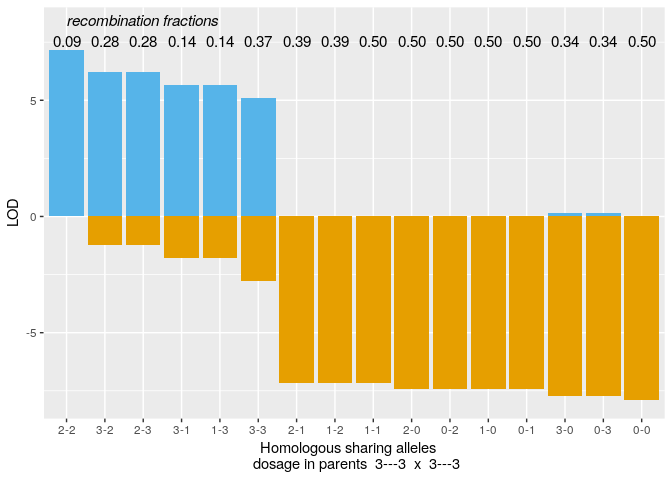 recombination fractions
0.09 0.28 0.28 0.14 0.14 0.37 0.39 0.39 0.50 0.50 0.50 0.50 0.50 0.34 0.34 0.50
5
0
-5
LOD
2-2 3-2 2-3 3-1 1-3 3-3 2-1 1-2 1-1 2-0 0-2 1-0 0-1 3-0 0-3 0-0
Homologous sharing alleles
dosage in parents 3---3 x 3---3